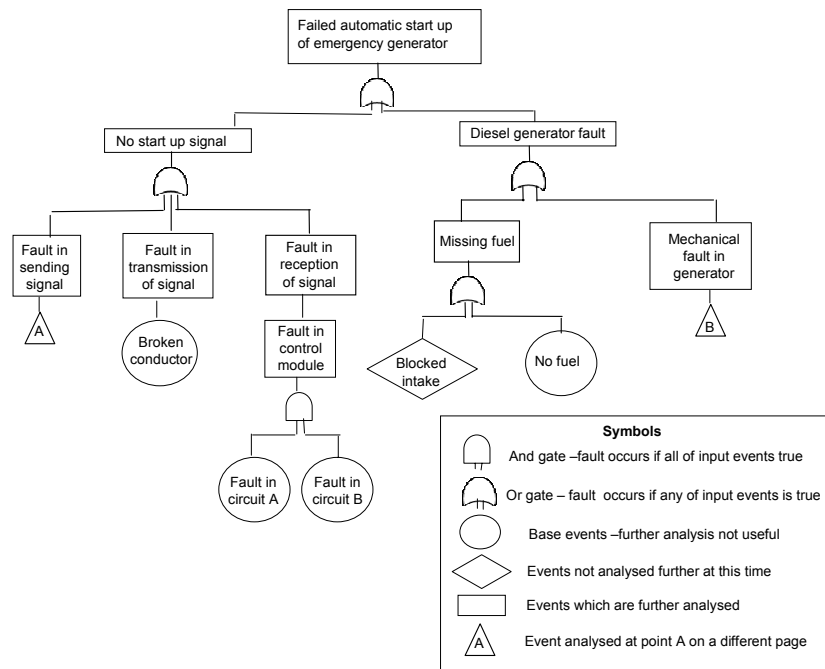 Failed automatic start up
of emergency generator
No start up signal
Diesel generator fault
Fault in
sending
signal
Fault in
transmission
of signal
Fault in
reception
of signal
Missing fuel
Mechanical
fault in
generator
A
Broken
conductor
Fault in
control
module
Blocked
intake
No fuel
B
Fault in
circuit A
Fault in
circuit B
Symbols
And gate –fault occurs if all of input events true
Or gate – fault occurs if any of input events is true
Base events –further analysis not useful
Events not analysed further at this time
Events which are further analysed
A
Event analysed at point A on a different page